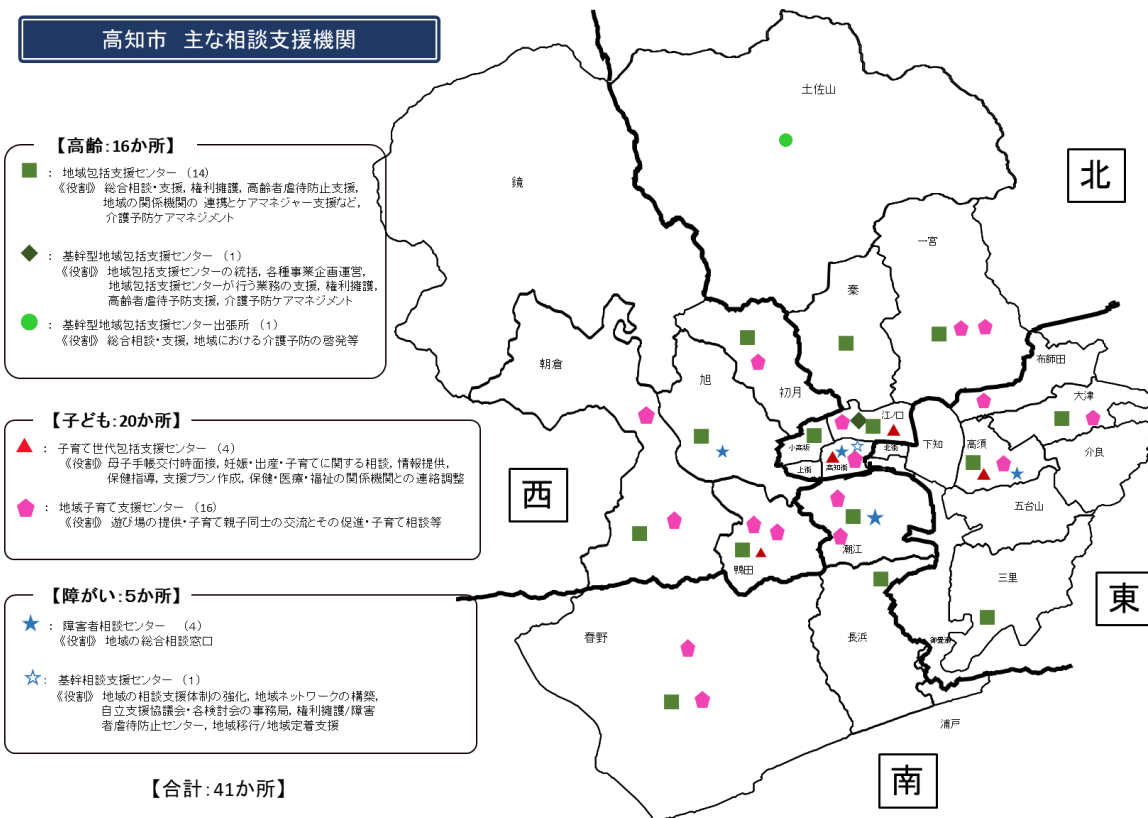 高知市 主な相談支援機関
【高齢:16か所】
: 地域包括支援センター (14)
《役割》 総合相談・支援, 権利擁護, 高齢者虐待防止支援,
地域の関係機関の 連携とケアマネジャー支援など,
介護予防ケアマネジメント
: 基幹型地域包括支援センター (1)
《役割》 地域包括支援センターの統括, 各種事業企画運営,
地域包括支援センターが行う業務の支援, 権利擁護,
高齢者虐待予防支援, 介護予防ケアマネジメント
: 基幹型地域包括支援センター出張所 (1)
《役割》 総合相談・支援, 地域における介護予防の啓発等
【子ども:20か所】
: 子育て世代包括支援センター (4)
《役割》 母子手帳交付時面接, 妊娠・出産・子育てに関する相談, 情報提供,
保健指導, 支援プラン作成, 保健・医療・福祉の関係機関との連絡調整
: 地域子育て支援センター (16)
《役割》 遊び場の提供・子育て親子同士の交流とその促進・子育て相談等
【障がい:5か所】
: 障害者相談センター (4)
《役割》 地域の総合相談窓口
: 基幹相談支援センター (1)
《役割》 地域の相談支援体制の強化, 地域ネットワークの構築,
自立支援協議会・各検討会の事務局, 権利擁護/障害
者虐待防止センター, 地域移行/地域定着支援
【合計:41か所】
土佐山
北
鏡
一宮
秦
布師田
朝倉
旭
初月
大津
江ノ口
小高坂
下知
高須
北街
介良
上街
高知街
西
五台山
潮江
鴨田
三里
東
春野
長浜
御畳瀬
浦戸
南